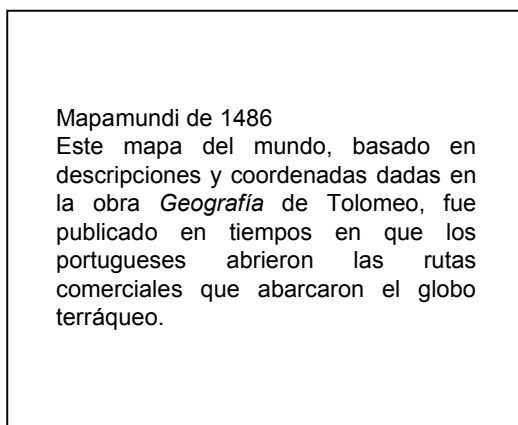 Mapamundi de 1486
Este mapa del mundo, basado en
descripciones y coordenadas dadas en
la obra Geografía de Tolomeo, fue
publicado en tiempos en que los
portugueses abrieron las rutas
comerciales que abarcaron el globo
terráqueo.